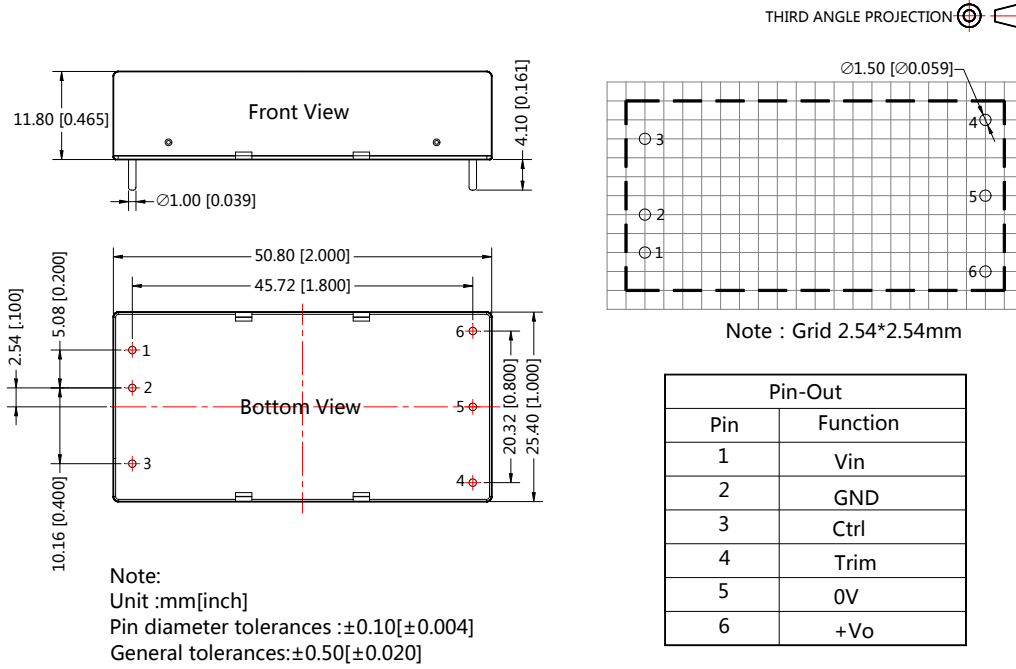 THIRD ANGLE PROJECTION
11.80 [0.465]
Front View
4.10 [0.161]
∅1.00 [0.039]
∅1.50 [∅0.059]
3
2
1
4
5
6
Note : Grid 2.54*2.54mm
50.80 [2.000]
45.72 [1.800]
2.54 [.100]
5.08 [0.200]
10.16 [0.400]
1
2
3
Bottom View
6
5
4
20.32 [0.800]
25.40 [1.000]
Note:
Unit :mm[inch]
Pin diameter tolerances :±0.10[±0.004]
General tolerances:±0.50[±0.020]
Pin-Out
Pin Function
1 Vin
2 GND
3 Ctrl
4 Trim
5 0V
6 +Vo